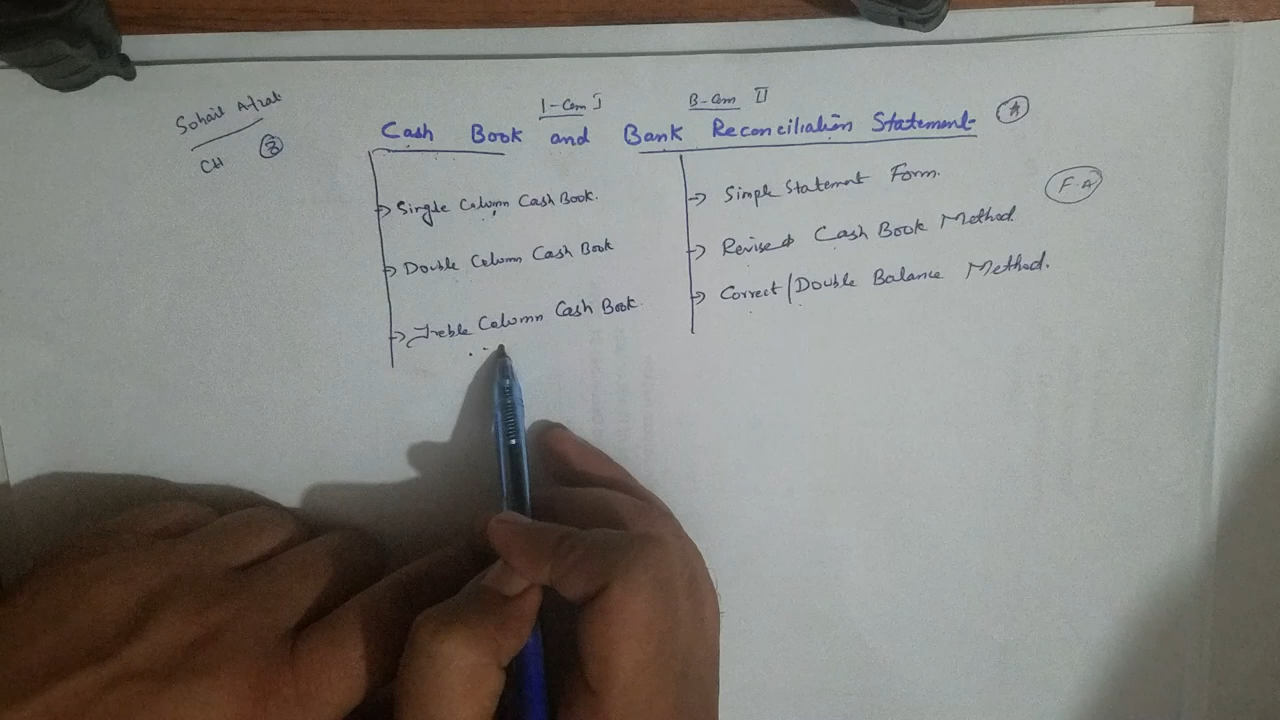 Sohail Afzal
CH 3
I-Com I
B-Com II
Cash Book and Bank Reconciliation Statement A
Single Column Cash Book.
Double Column Cash Book
Treble Column Cash Book.
Simple Statement Form.
F.A
Revised Cash Book Method.
Correct/Double Balance Method.